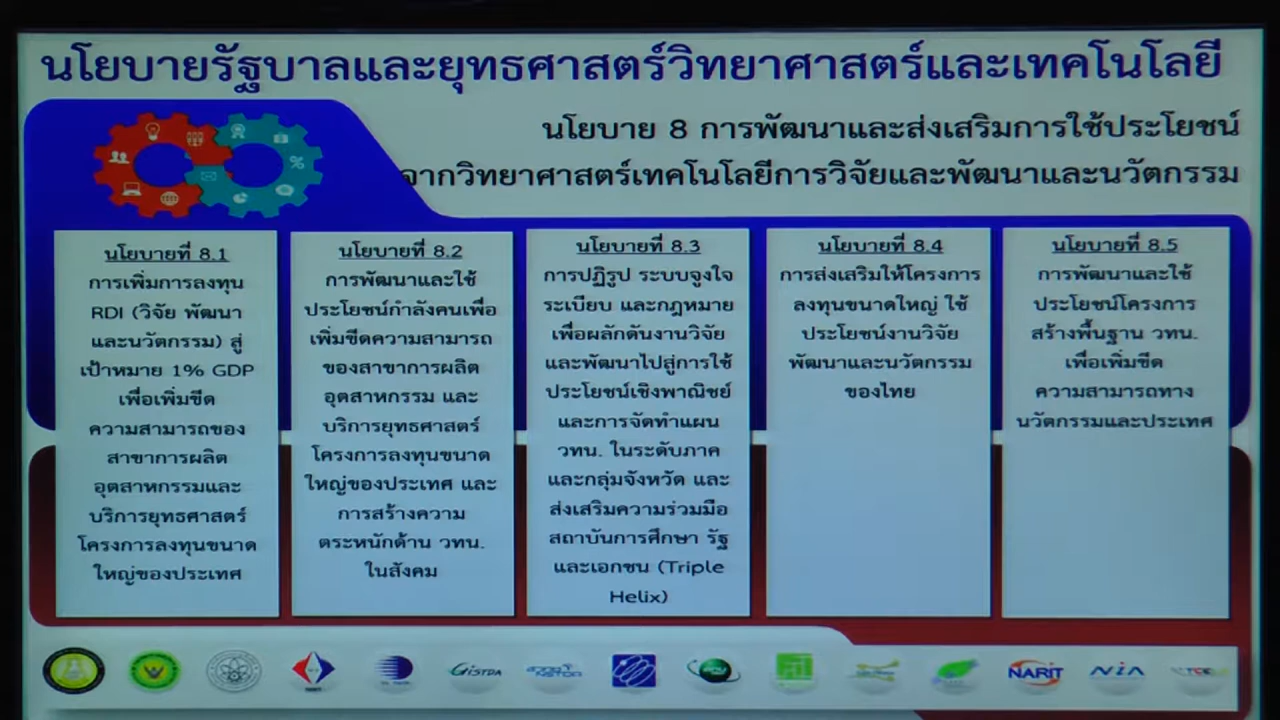 นโยบายรัฐบาลและยุทธศาสตร์วิทยาศาสตร์และเทคโนโลยี
นโยบาย 8 การพัฒนาและส่งเสริมการใช้ประโยชน์
จากวิทยาศาสตร์เทคโนโลยีการวิจัยและพัฒนาและนวัตกรรม
นโยบายที่ 8.1
การเพิ่มการลงทุน
RDI (วิจัย พัฒนา
และนวัตกรรม) สู่
เป้าหมาย 1% GDP
เพื่อเพิ่มขีด
ความสามารถของ
สาขาการผลิต
อุตสาหกรรมและ
บริการยุทธศาสตร์
โครงการลงทุนขนาด
ใหญ่ของประเทศ
นโยบายที่ 8.2
การพัฒนาและใช้
ประโยชน์กำลังคนเพื่อ
เพิ่มขีดความสามารถ
ของสาขาการผลิต
อุตสาหกรรม และ
บริการยุทธศาสตร์
โครงการลงทุนขนาด
ใหญ่ของประเทศ และ
การสร้างความ
ตระหนักด้าน วทน.
ในสังคม
นโยบายที่ 8.3
การปฏิรูป ระบบจูงใจ
ระเบียบ และกฎหมาย
เพื่อผลักดันงานวิจัย
และพัฒนาไปสู่การใช้
ประโยชน์เชิงพาณิชย์
และการจัดทำแผน
วทน. ในระดับภาค
และกลุ่มจังหวัด และ
ส่งเสริมความร่วมมือ
สถาบันการศึกษา รัฐ
และเอกชน (Triple
Helix)
นโยบายที่ 8.4
การส่งเสริมให้โครงการ
ลงทุนขนาดใหญ่ ใช้
ประโยชน์งานวิจัย
พัฒนาและนวัตกรรม
ของไทย
นโยบายที่ 8.5
การพัฒนาและใช้
ประโยชน์โครงการ
สร้างพื้นฐาน วทน.
เพื่อเพิ่มขีด
ความสามารถทาง
นวัตกรรมและประเทศ
GISTDA
NSTDA
NARIT
NIA